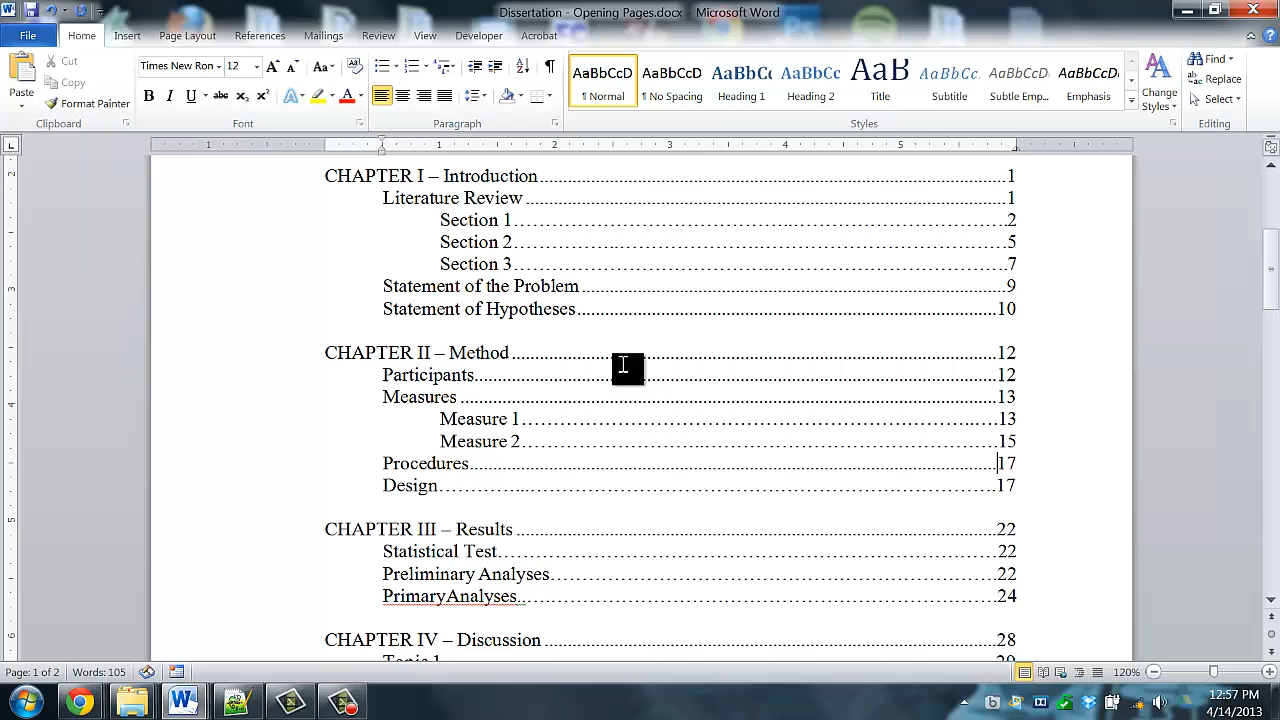 Dissertation - Opening Pages.docx - Microsoft Word
File Home Insert Page Layout References Mailings Review View Developer Acrobat
Paste Cut Copy Format Painter
Times New Ron 12
AaBbCcD AaBbCcD AaBbCc AaBbCc AaB AaBbCc. AaBbCcD AaBbCcD
¶ Normal ¶ No Spacing Heading 1 Heading 2 Title Subtitle Subtle Emp... Emphasis
Change Styles
Find
Replace
Select
Clipboard Font Paragraph Styles Editing
1 1 2 3 4 5
CHAPTER I – Introduction 1
Literature Review 1
Section 1 2
Section 2 5
Section 3 7
Statement of the Problem 9
Statement of Hypotheses 10
CHAPTER II – Method 12
Participants 12
Measures 13
Measure 1 13
Measure 2 15
Procedures 17
Design 17
CHAPTER III – Results 22
Statistical Test 22
Preliminary Analyses 22
PrimaryAnalyses 24
CHAPTER IV – Discussion 28
Page: 1 of 2 Words: 105 120%
12:57 PM
4/14/2013